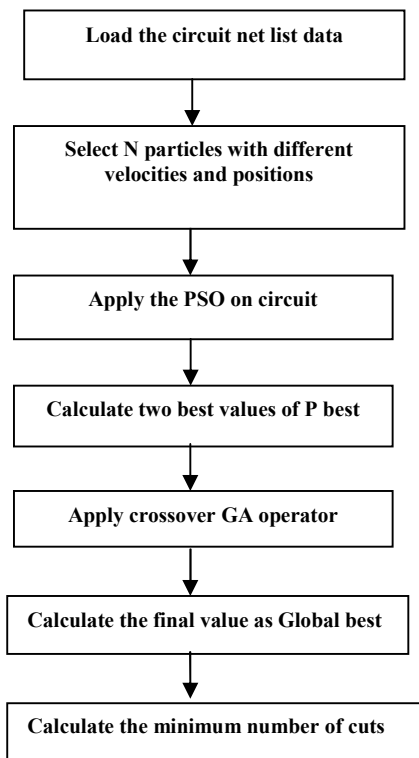 Load the circuit net list data
Select N particles with different
velocities and positions
Apply the PSO on circuit
Calculate two best values of P best
Apply crossover GA operator
Calculate the final value as Global best
Calculate the minimum number of cuts